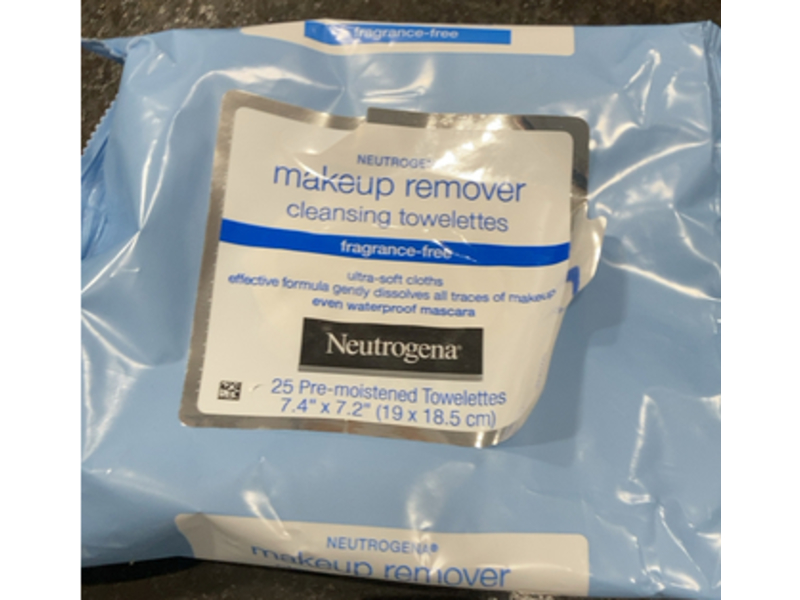 fragrance-free
NEUTROGE
makeup remover
cleansing towelettes
fragrance-free
ultra-soft cloths
effective formula gently dissolves all traces of makeup
even waterproof mascara
Neutrogena®
25 Pre-moistened Towelettes
7.4" x 7.2" (19 x 18.5 cm)
NEUTROGENA®
makeup remover